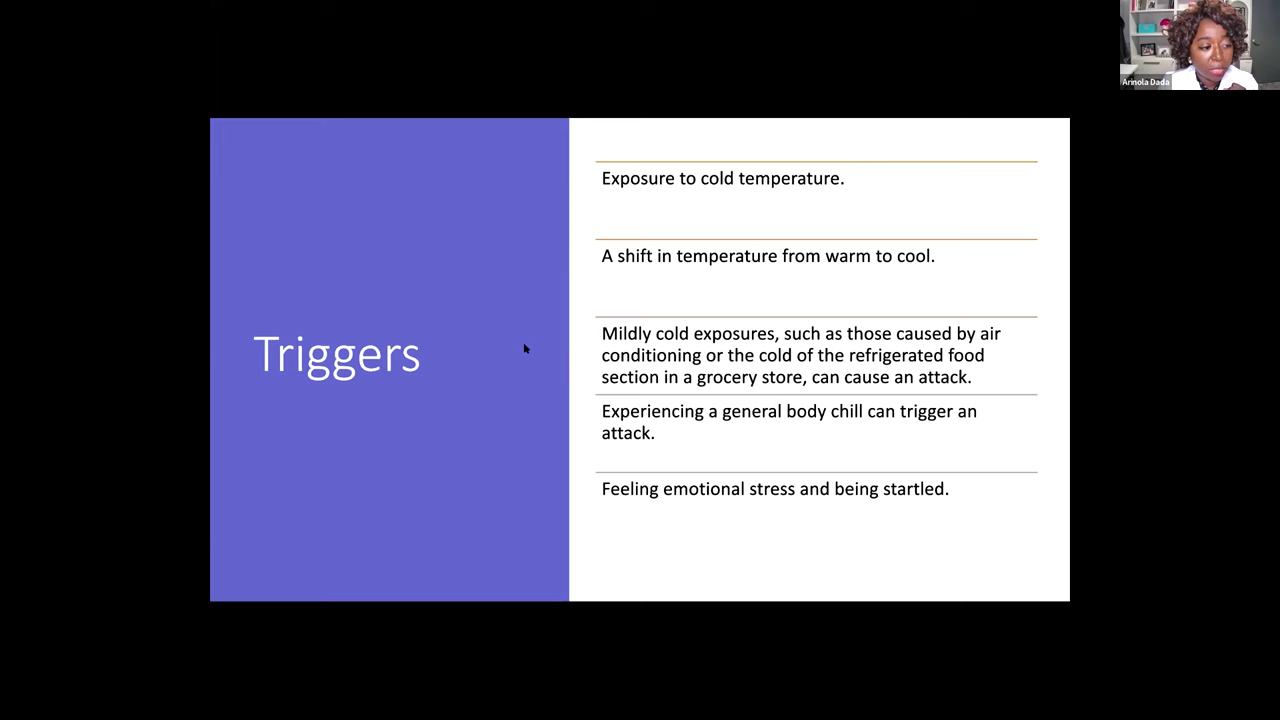 Arinola Dada
Triggers
Exposure to cold temperature.
A shift in temperature from warm to cool.
Mildly cold exposures, such as those caused by air
conditioning or the cold of the refrigerated food
section in a grocery store, can cause an attack.
Experiencing a general body chill can trigger an
attack.
Feeling emotional stress and being startled.